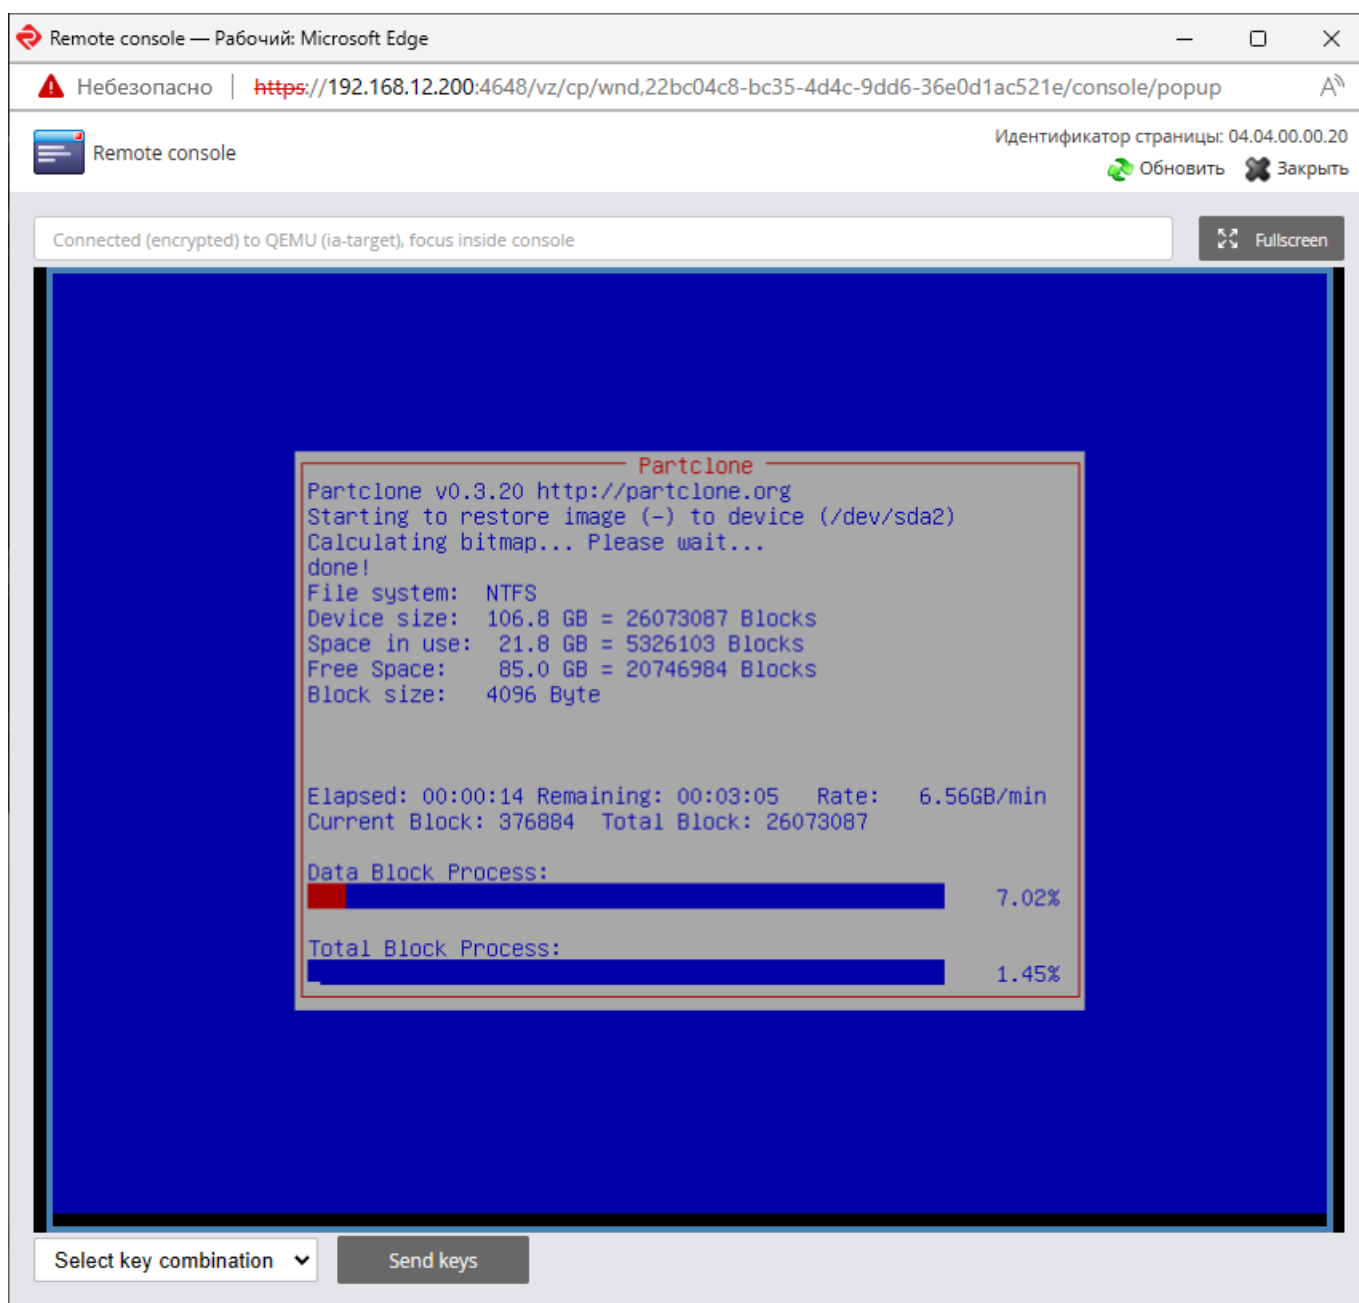 Remote console — Рабочий: Microsoft Edge
Небезопасно | https://192.168.12.200:4648/vz/cp/wnd,22bc04c8-bc35-4d4c-9dd6-36e0d1ac521e/console/popup
Remote console
Идентификатор страницы: 04.04.00.00.20
Обновить Закрыть
Connected (encrypted) to QEMU (ia-target), focus inside console
Fullscreen
Partclone
Partclone v0.3.20 http://partclone.org
Starting to restore image (-) to device (/dev/sda2)
Calculating bitmap... Please wait...
done!
File system: NTFS
Device size: 106.8 GB = 26073087 Blocks
Space in use: 21.8 GB = 5326103 Blocks
Free Space: 85.0 GB = 20746984 Blocks
Block size: 4096 Byte
Elapsed: 00:00:14 Remaining: 00:03:05 Rate: 6.56GB/min
Current Block: 376884 Total Block: 26073087
Data Block Process:
7.02%
Total Block Process:
1.45%
Select key combination
Send keys